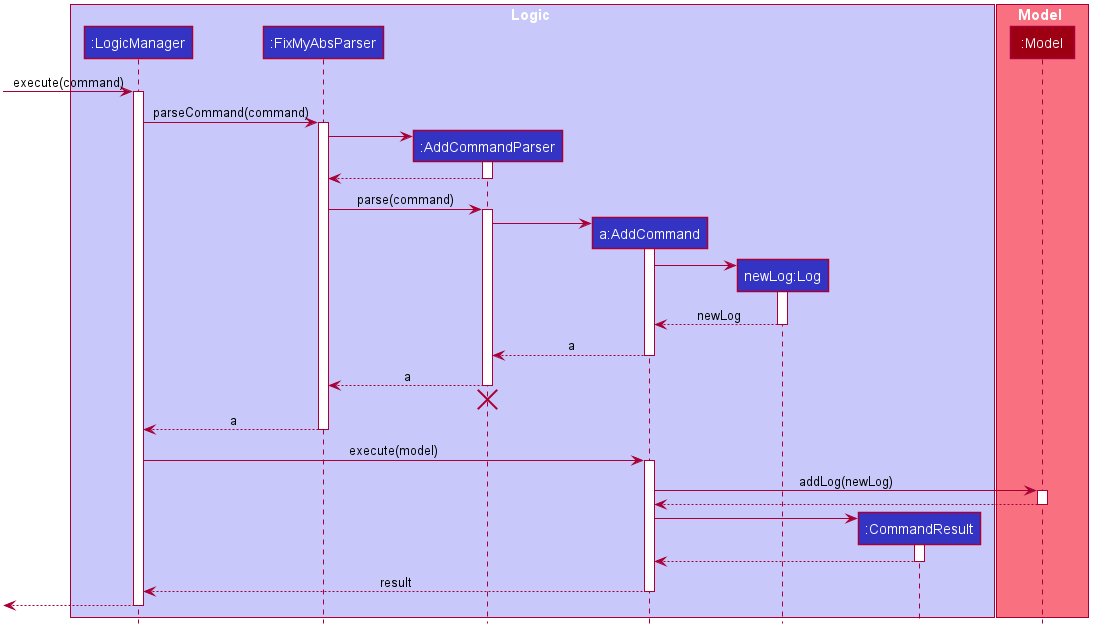 Logic
Model
:LogicManager
:FixMyAbsParser
:Model
execute(command)
parseCommand(command)
:AddCommandParser
parse(command)
a:AddCommand
newLog:Log
newLog
a
a
a
execute(model)
addLog(newLog)
:CommandResult
result